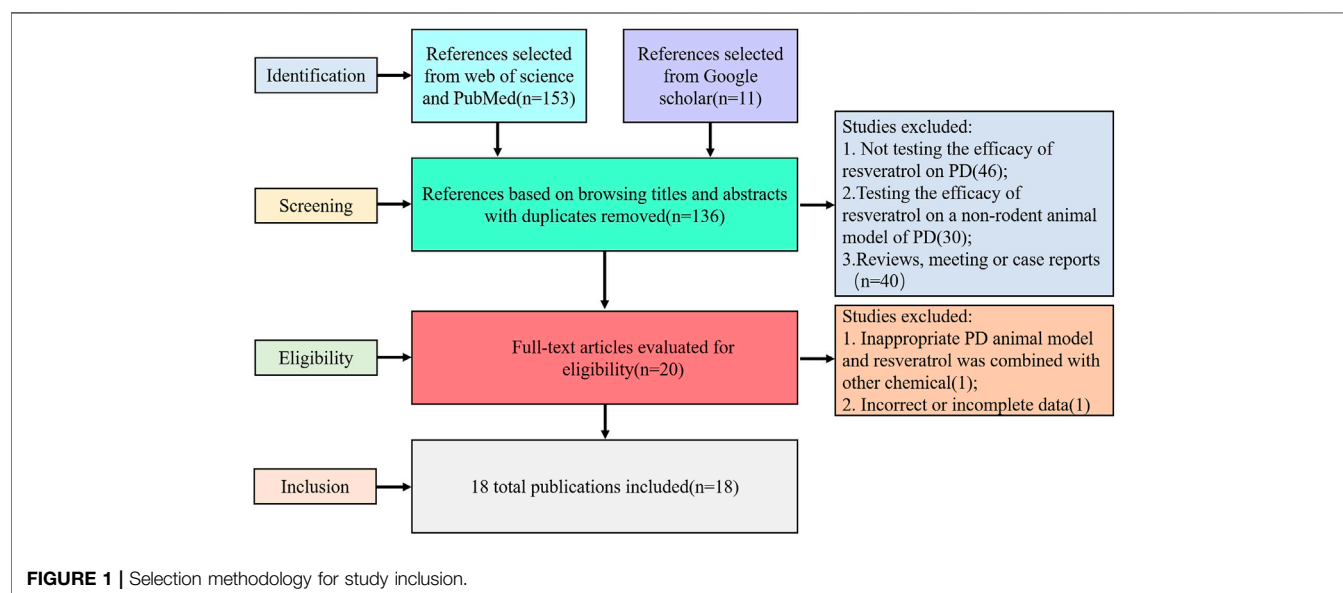 Identification
References selected
from web of science
and PubMed(n=153)
References selected
from Google
scholar(n=11)
Screening
References based on browsing titles and abstracts
with duplicates removed(n=136)
Studies excluded:
1. Not testing the efficacy of
resveratrol on PD(46);
2.Testing the efficacy of
resveratrol on a non-rodent animal
model of PD(30);
3.Reviews, meeting or case reports
（n=40）
Eligibility
Full-text articles evaluated for
eligibility(n=20)
Studies excluded:
1. Inappropriate PD animal model
and resveratrol was combined with
other chemical(1);
2. Incorrect or incomplete data(1)
Inclusion
18 total publications included(n=18)
FIGURE 1 | Selection methodology for study inclusion.